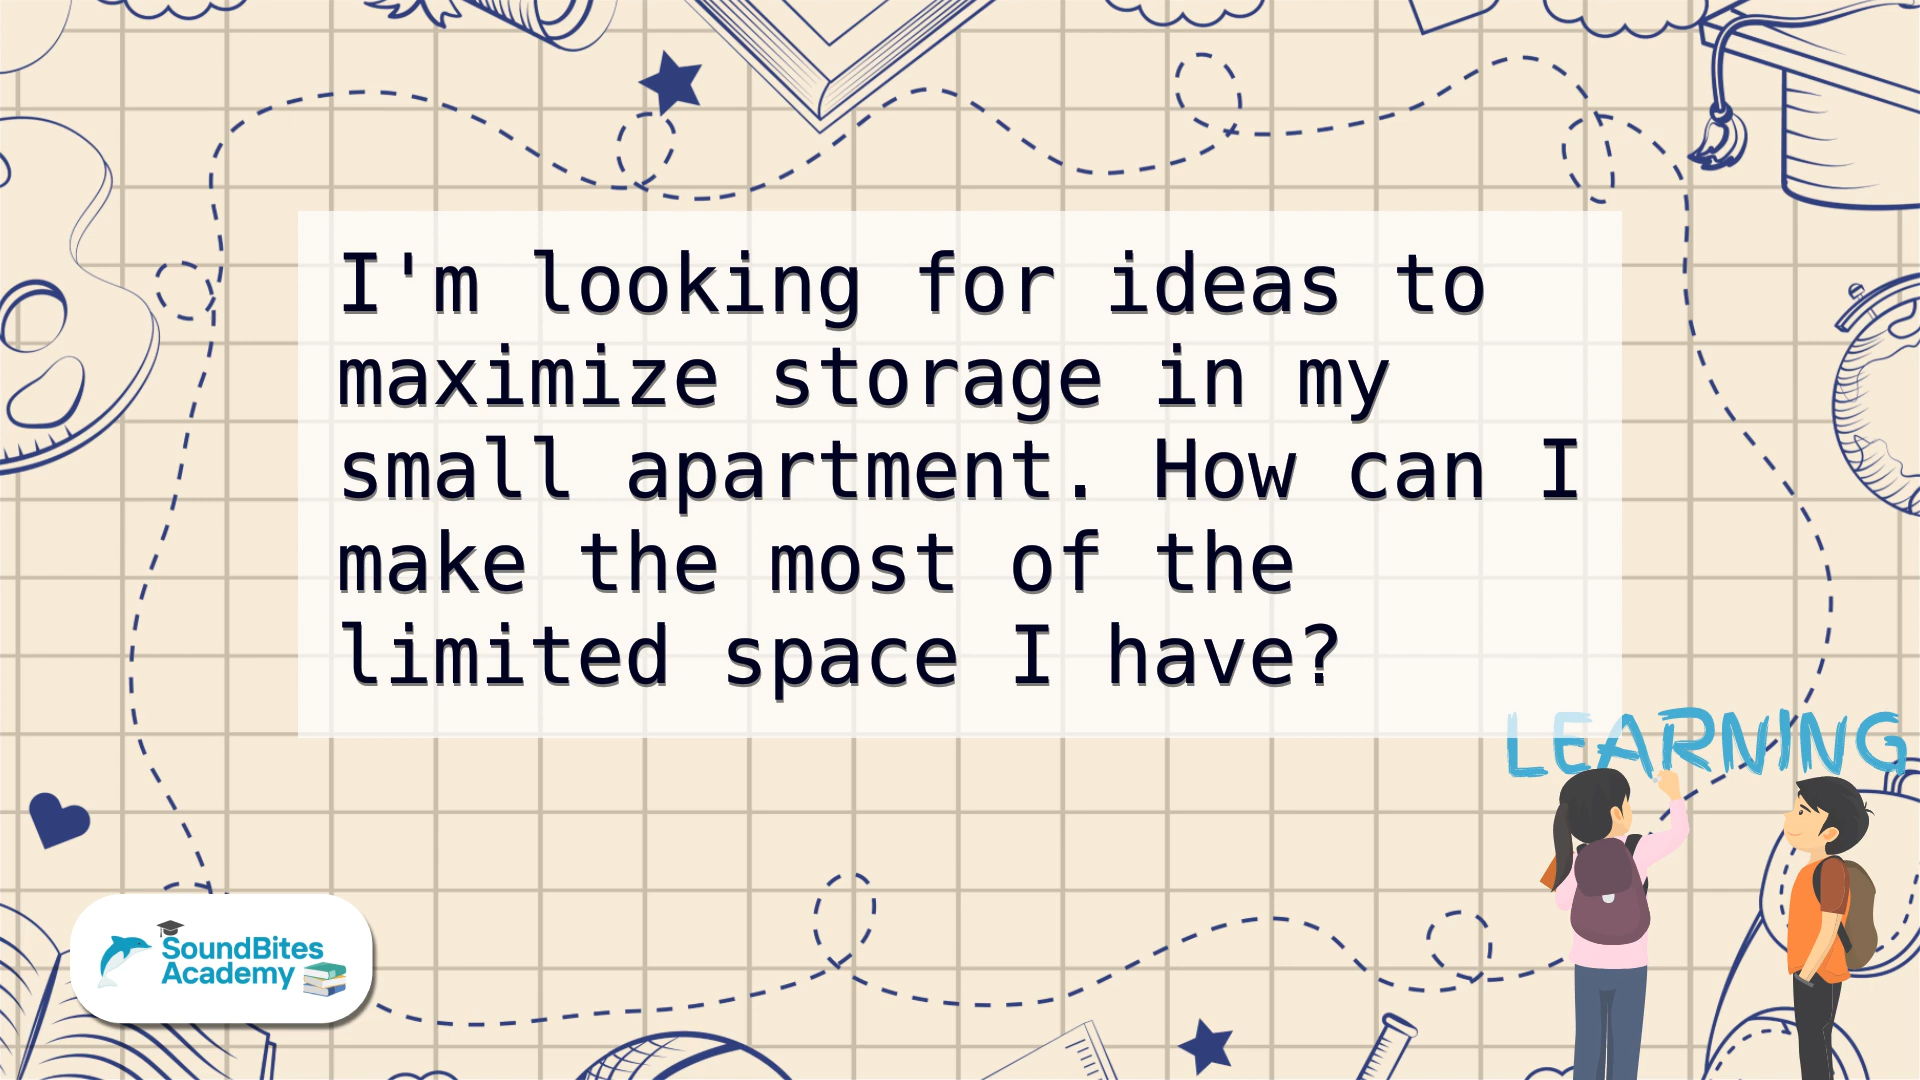 I'm looking for ideas to
maximize storage in my
small apartment. How can I
make the most of the
limited space I have?
LEARNING
SoundBites
Academy